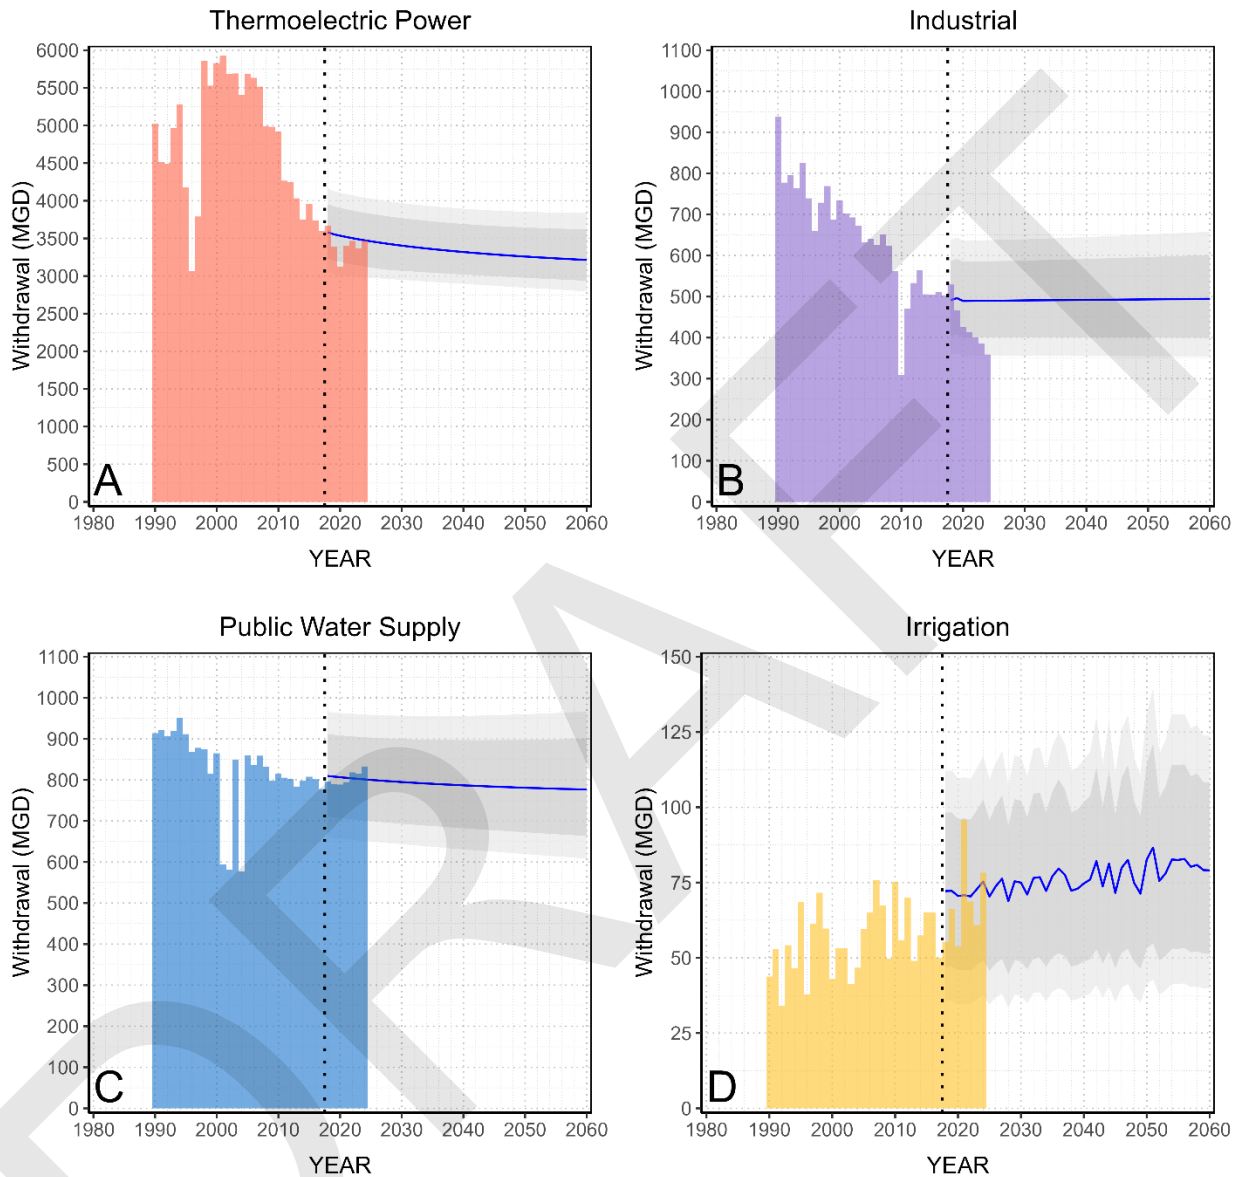 Thermoelectric Power
Withdrawal (MGD)
6000
5500
5000
4500
4000
3500
3000
2500
2000
1500
1000
500
0
A
1980 1990 2000 2010 2020 2030 2040 2050 2060
YEAR
Industrial
Withdrawal (MGD)
1100
1000
900
800
700
600
500
400
300
200
100
0
B
1980 1990 2000 2010 2020 2030 2040 2050 2060
YEAR
Public Water Supply
Withdrawal (MGD)
1100
1000
900
800
700
600
500
400
300
200
100
0
C
1980 1990 2000 2010 2020 2030 2040 2050 2060
YEAR
Irrigation
Withdrawal (MGD)
150
125
100
75
50
25
0
D
1980 1990 2000 2010 2020 2030 2040 2050 2060
YEAR
DRAFT